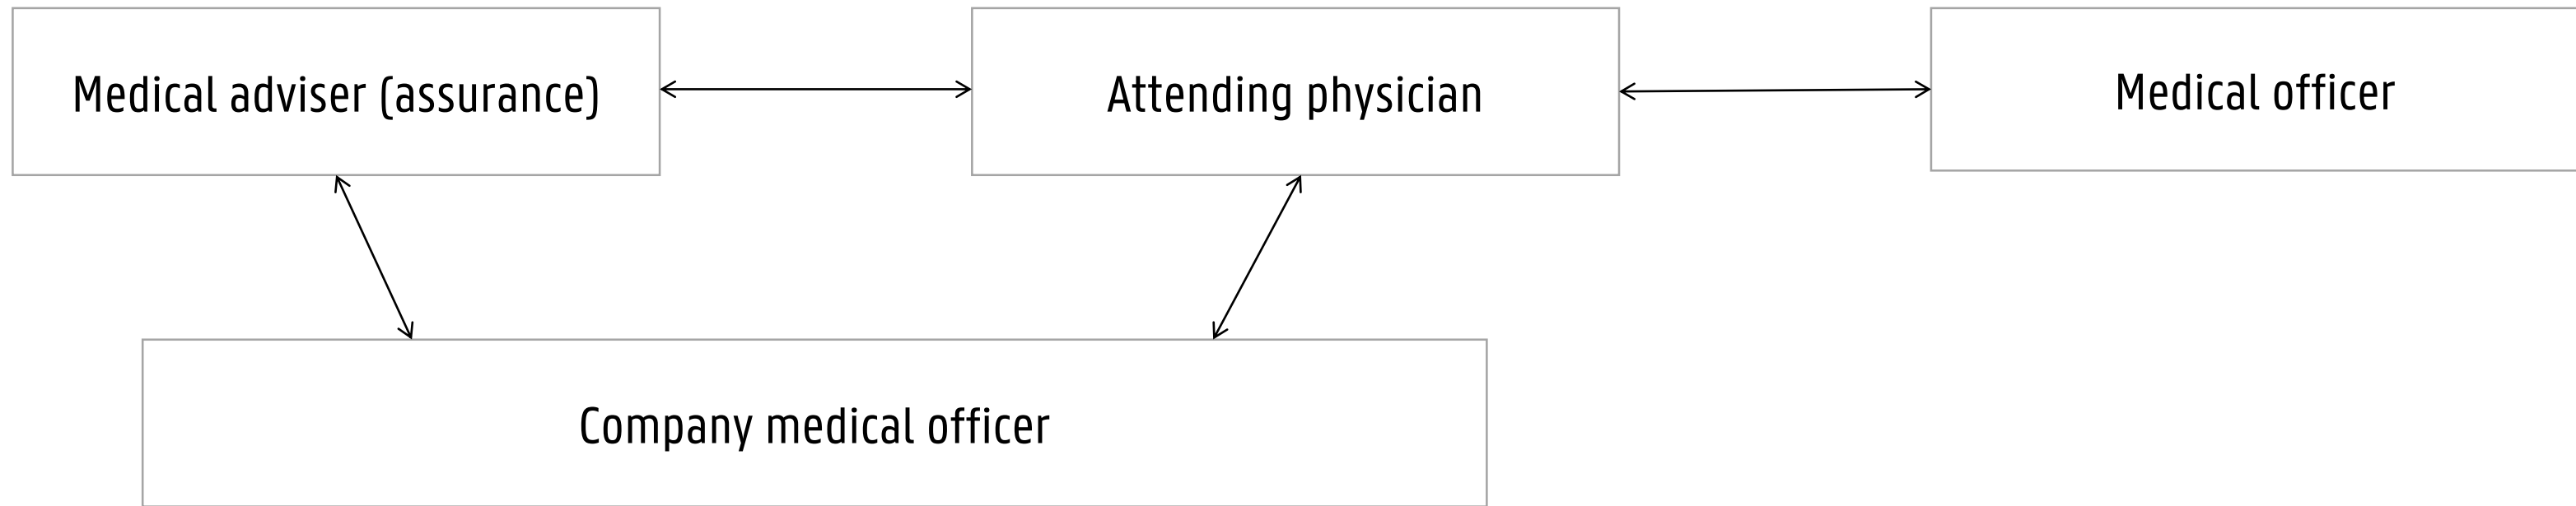 Medical adviser (assurance)
Attending physician
Medical officer
Company medical officer